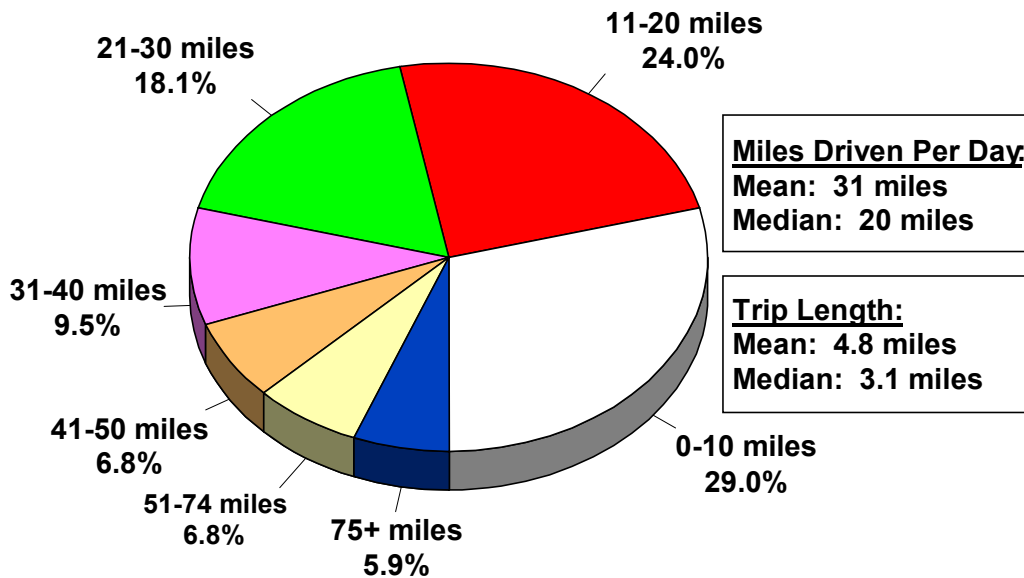 11-20 miles
24.0%
21-30 miles
18.1%
Miles Driven Per Day:
Mean: 31 miles
Median: 20 miles
31-40 miles
9.5%
Trip Length:
Mean: 4.8 miles
Median: 3.1 miles
41-50 miles
6.8%
0-10 miles
29.0%
51-74 miles
6.8%
75+ miles
5.9%